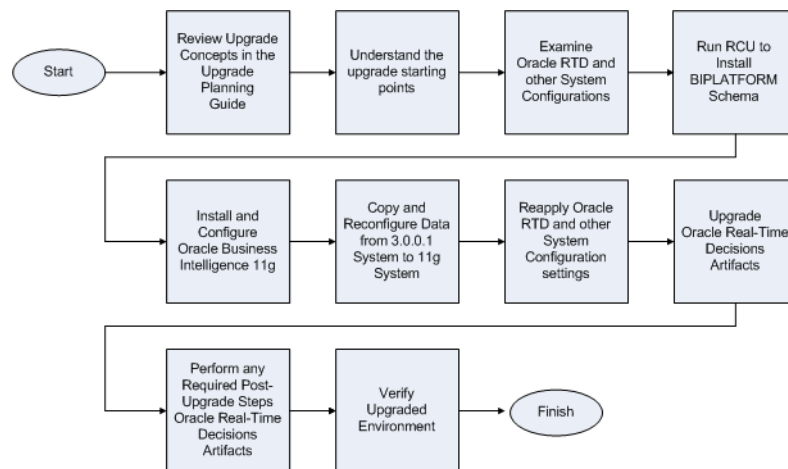 Start
Review Upgrade
Concepts in the
Upgrade
Planning
Guide
Understand the
upgrade starting
points
Examine
Oracle RTD and
other System
Configurations
Run RCU to
Install
BIPLATFORM
Schema
Install and
Configure
Oracle Business
Intelligence 11g
Copy and
Reconfigure Data
from 3.0.0.1
System to 11g
System
Reapply Oracle
RTD and other
System
Configuration
settings
Upgrade
Oracle Real-Time
Decisions
Artifacts
Perform any
Required Post-
Upgrade Steps
Oracle Real-Time
Decisions
Artifacts
Verify
Upgraded
Environment
Finish